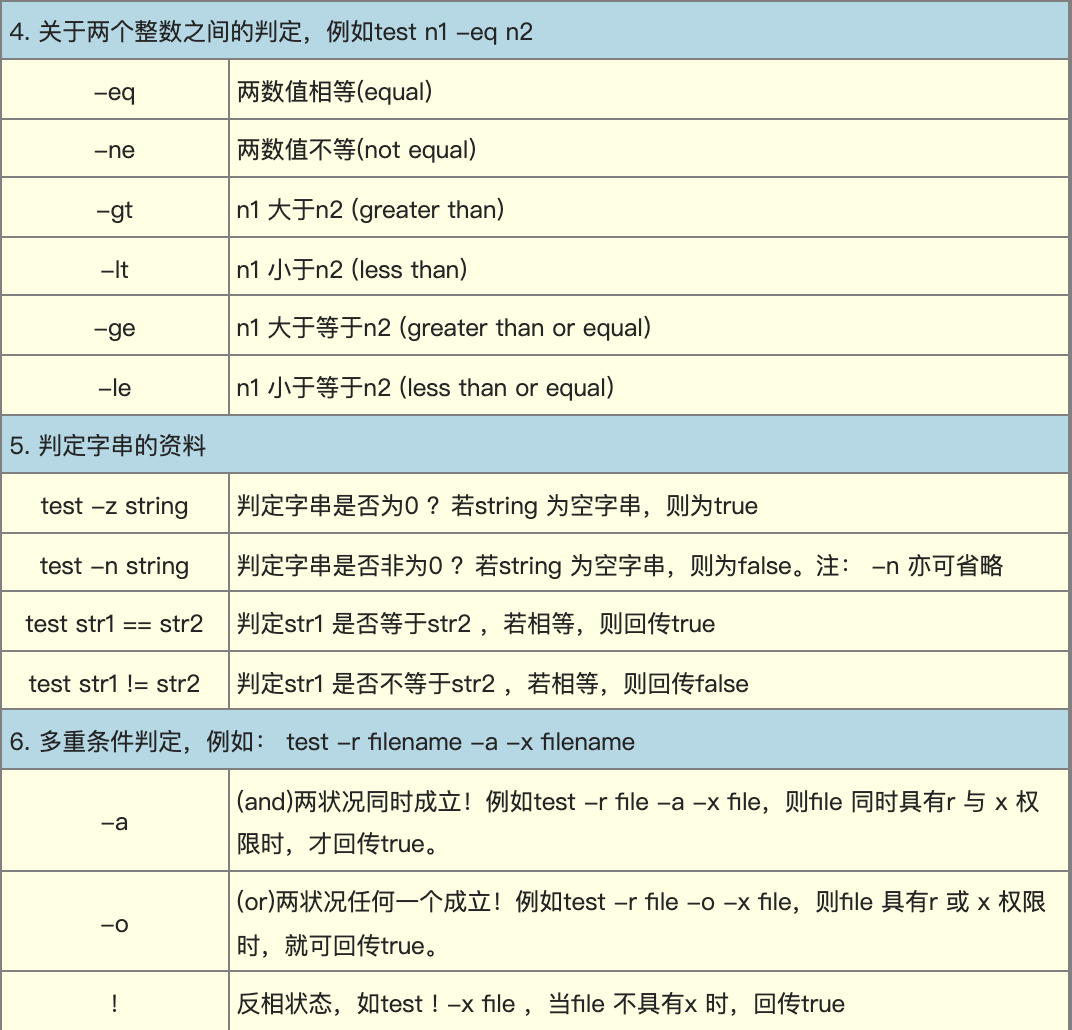 4. 关于两个整数之间的判定，例如test n1 –eq n2
–eq 两数值相等(equal)
–ne 两数值不等(not equal)
–gt n1 大于n2 (greater than)
–lt n1 小于n2 (less than)
–ge n1 大于等于n2 (greater than or equal)
–le n1 小于等于n2 (less than or equal)
5. 判定字串的资料
test –z string 判定字串是否为0 ？若string 为空字串，则为true
test –n string 判定字串是否非为0 ？若string 为空字串，则为false。注： –n 亦可省略
test str1 == str2 判定str1 是否等于str2 ，若相等，则回传true
test str1 != str2 判定str1 是否不等于str2 ，若相等，则回传false
6. 多重条件判定，例如： test –r filename –a –x filename
–a (and)两状况同时成立！例如test –r file –a –x file，则file 同时具有r 与 x 权
限时，才回传true。
–o (or)两状况任何一个成立！例如test –r file –o –x file，则file 具有r 或 x 权限
时，就可回传true。
! 反相状态，如test ! –x file ，当file 不具有x 时，回传true